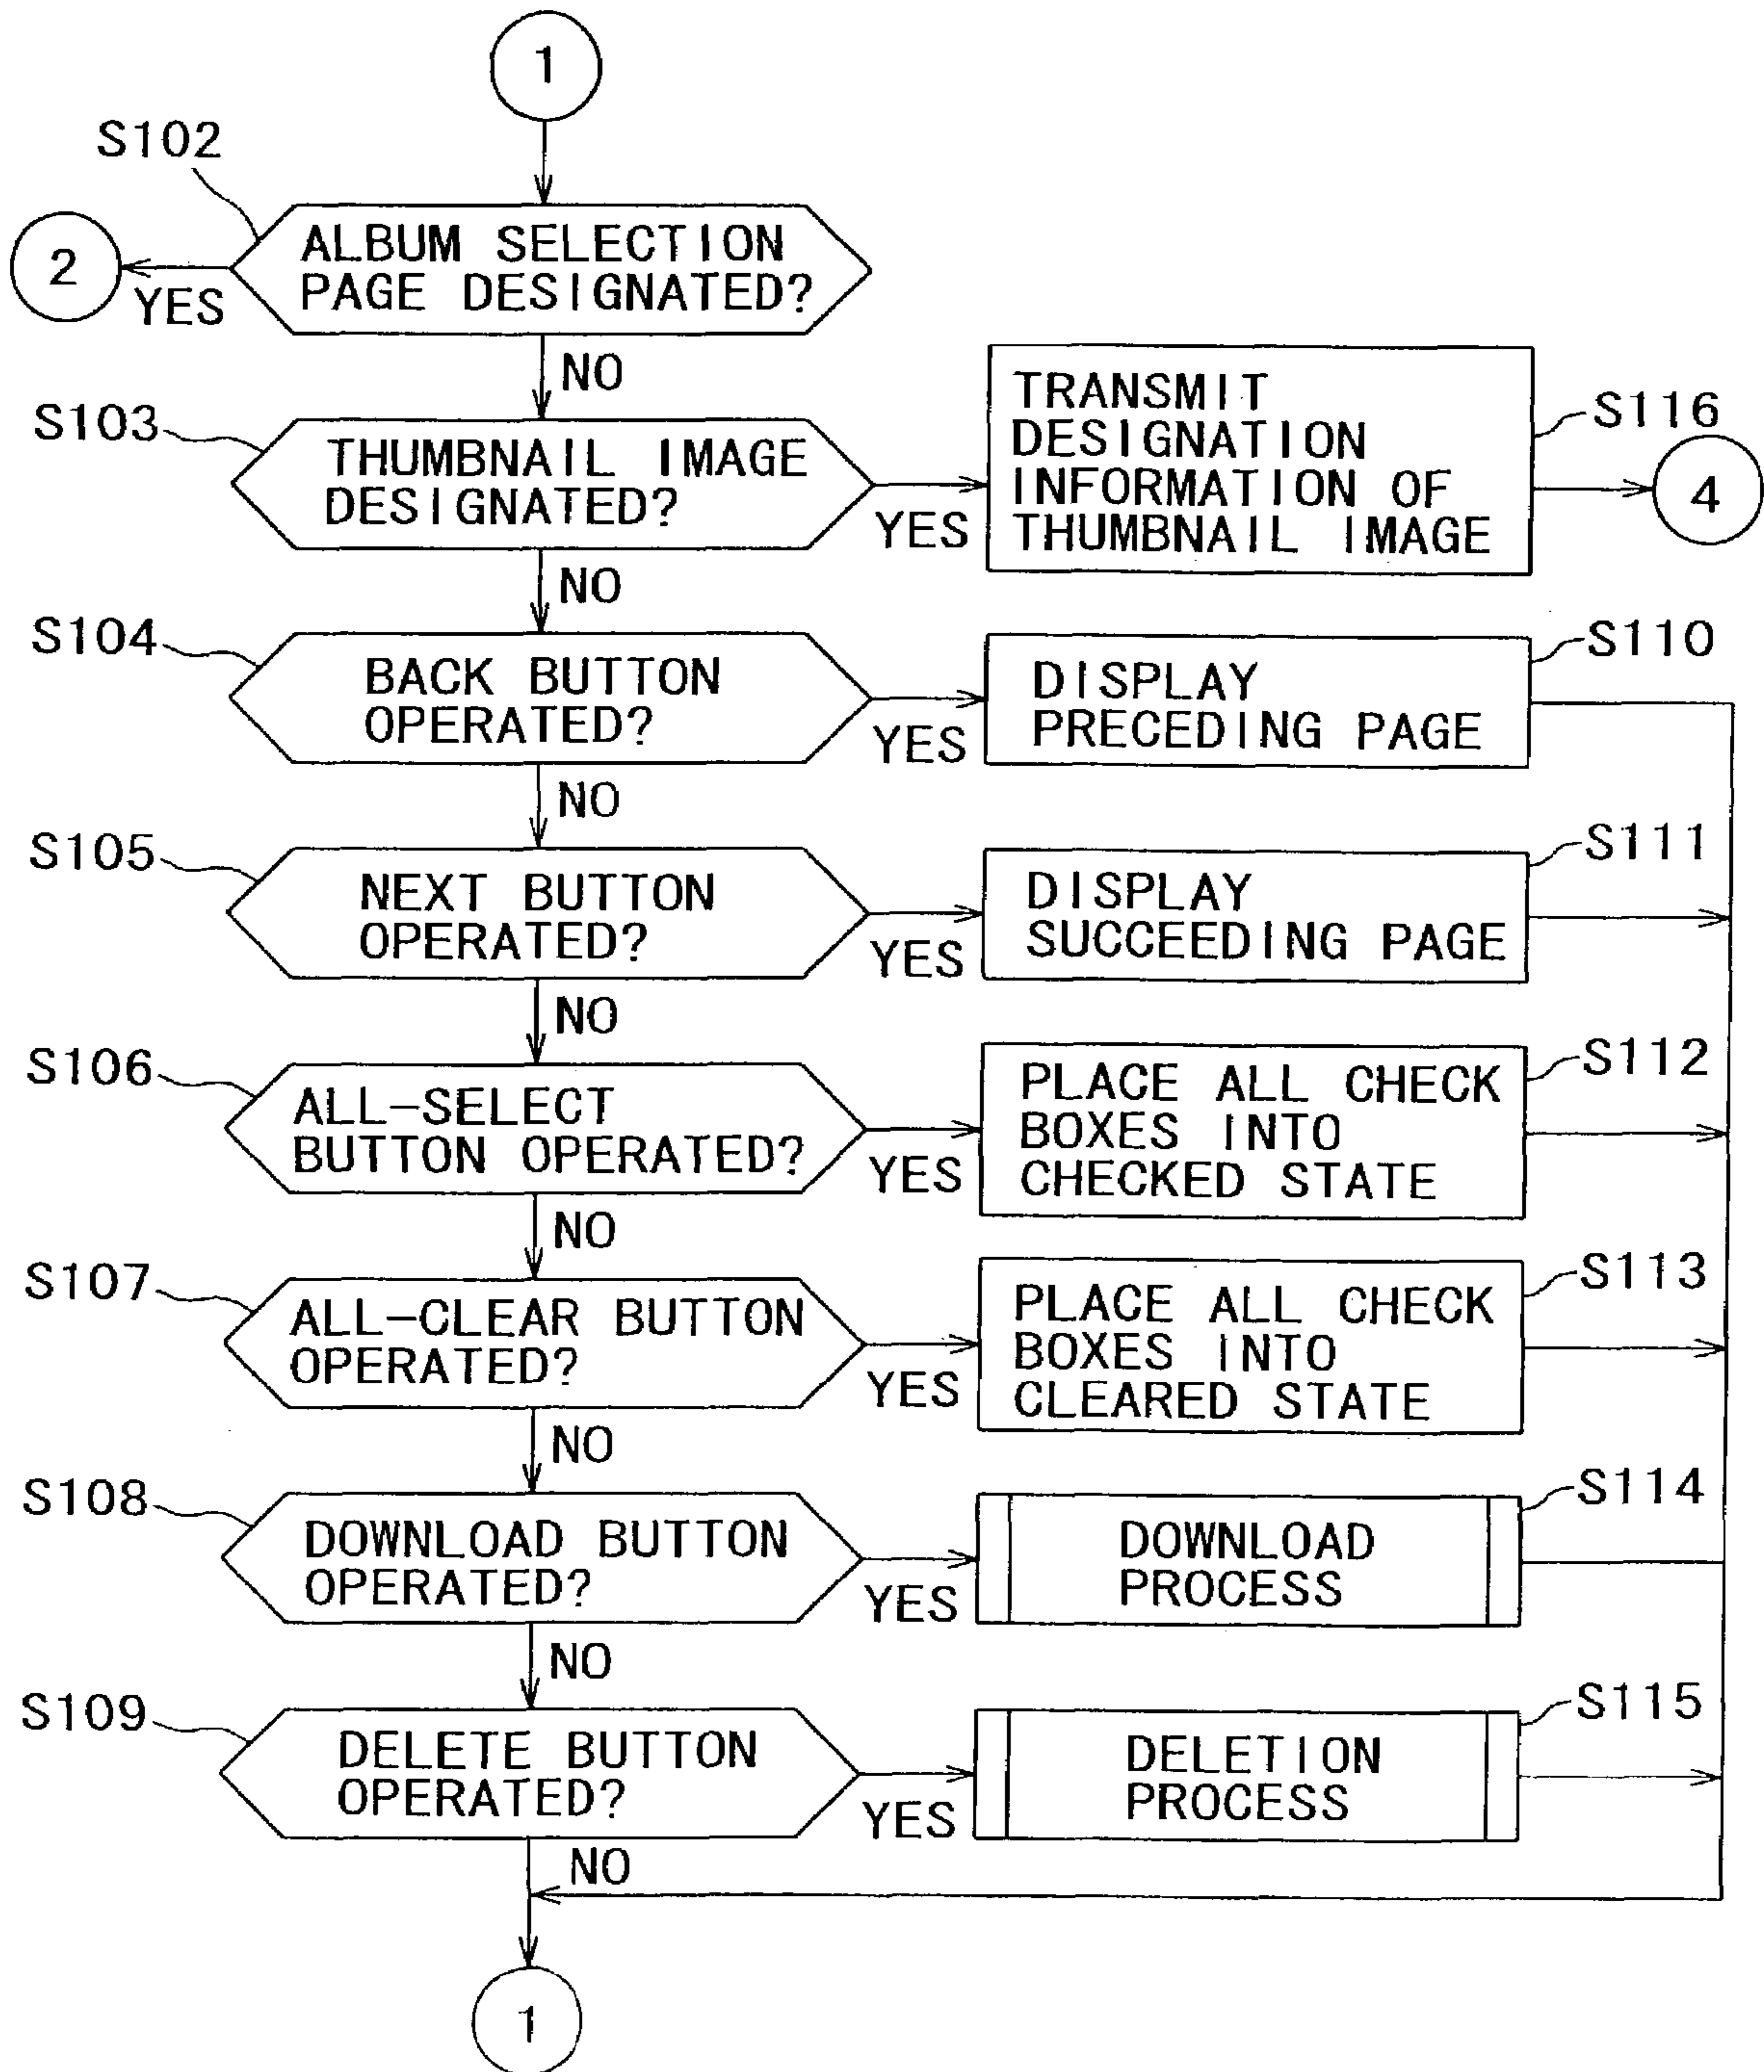 1
S102
ALBUM SELECTION
PAGE DESIGNATED?
2
YES
NO
S103
THUMBNAIL IMAGE
DESIGNATED?
YES
TRANSMIT
DESIGNATION
INFORMATION OF
THUMBNAIL IMAGE
S116
4
NO
S104
BACK BUTTON
OPERATED?
YES
DISPLAY
PRECEDING PAGE
S110
NO
S105
NEXT BUTTON
OPERATED?
YES
DISPLAY
SUCCEEDING PAGE
S111
NO
S106
ALL-SELECT
BUTTON OPERATED?
YES
PLACE ALL CHECK
BOXES INTO
CHECKED STATE
S112
NO
S107
ALL-CLEAR BUTTON
OPERATED?
YES
PLACE ALL CHECK
BOXES INTO
CLEARED STATE
S113
NO
S108
DOWNLOAD BUTTON
OPERATED?
YES
DOWNLOAD
PROCESS
S114
NO
S109
DELETE BUTTON
OPERATED?
YES
DELETION
PROCESS
S115
NO
1